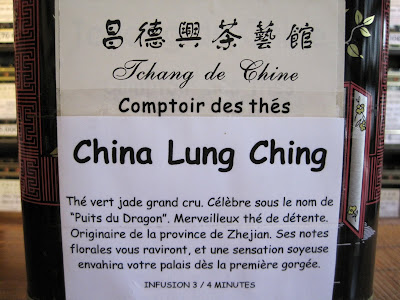 昌德興茶藝館
Tchang de Chine
Comptoir des thés
China Lung Ching
Thé vert jade grand cru. Célèbre sous le nom de
"Puits du Dragon". Merveilleux thé de détente.
Originaire de la province de Zhejian. Ses notes
florales vous raviront, et une sensation soyeuse
envahira votre palais dès la première gorgée.
INFUSION 3 / 4 MINUTES